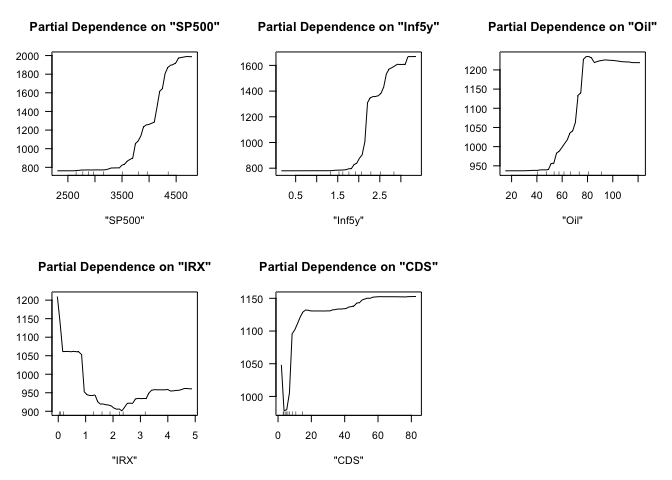 Partial Dependence on "SP500"
2000
1800
1600
1400
1200
1000
800
2500 3500 4500
"SP500"
Partial Dependence on "Inf5y"
1600
1400
1200
1000
800
0.5 1.5 2.5
"Inf5y"
Partial Dependence on "Oil"
1200
1150
1100
1050
1000
950
20 40 60 80 100
"Oil"
Partial Dependence on "IRX"
1200
1150
1100
1050
1000
950
900
0 1 2 3 4 5
"IRX"
Partial Dependence on "CDS"
1150
1100
1050
1000
0 20 40 60 80
"CDS"